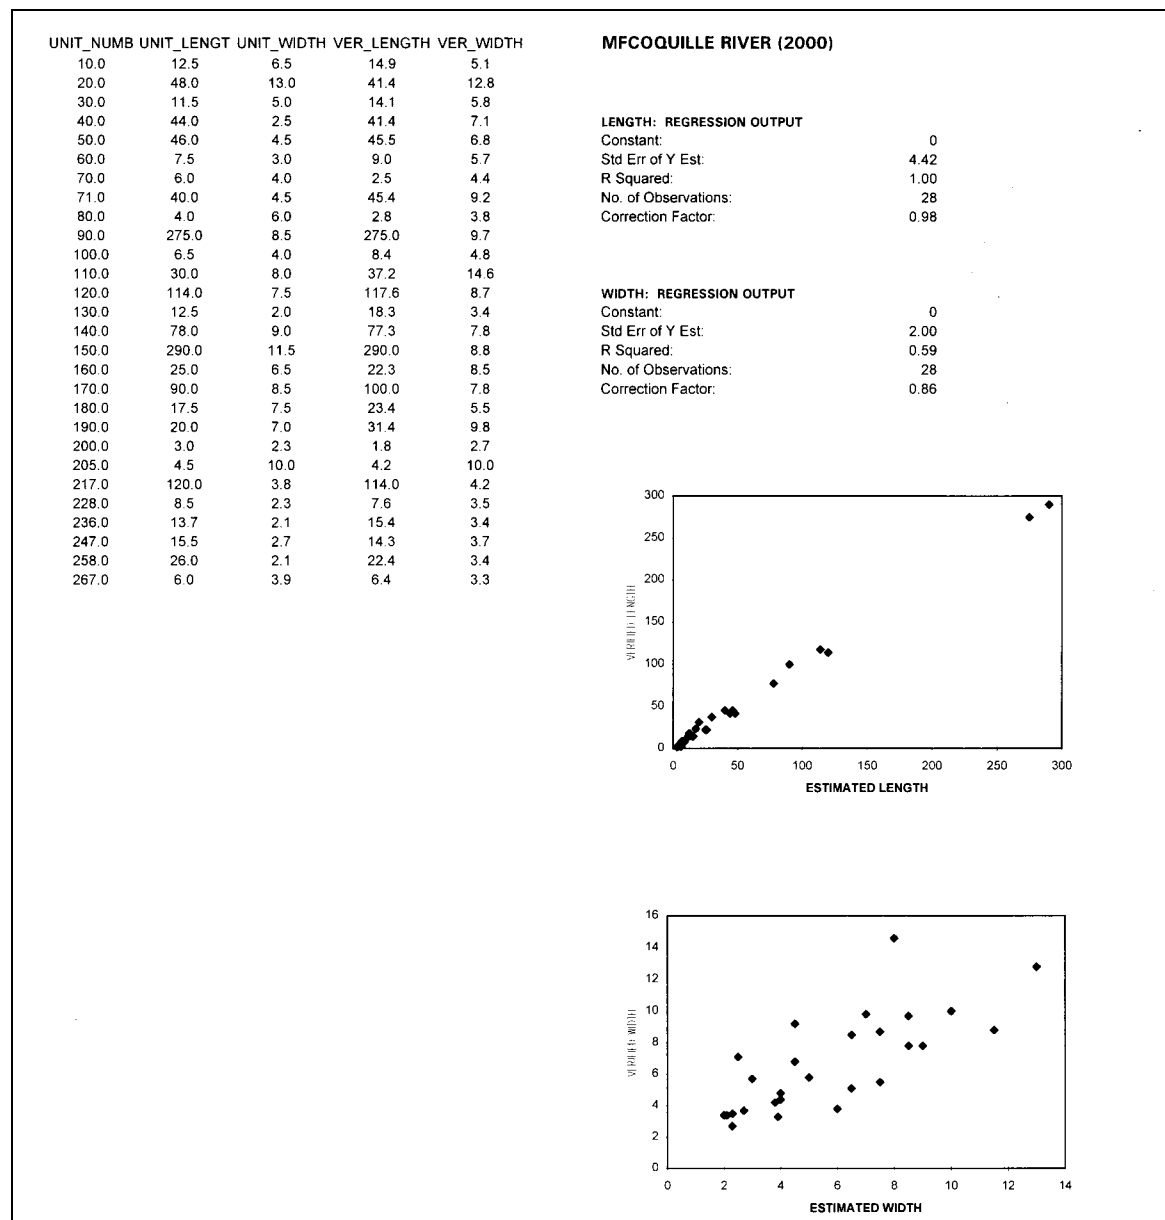 UNIT_NUMB UNIT_LENGT UNIT_WIDTH VER_LENGTH VER_WIDTH
10.0 12.5 6.5 14.9 5.1
20.0 48.0 13.0 41.4 12.8
30.0 11.5 5.0 14.1 5.8
40.0 44.0 2.5 41.4 7.1
50.0 46.0 4.5 45.5 6.8
60.0 7.5 3.0 9.0 5.7
70.0 6.0 4.0 2.5 4.4
71.0 40.0 4.5 45.4 9.2
80.0 4.0 6.0 2.8 3.8
90.0 275.0 8.5 275.0 9.7
100.0 6.5 4.0 8.4 4.8
110.0 30.0 8.0 37.2 14.6
120.0 114.0 7.5 117.6 8.7
130.0 12.5 2.0 18.3 3.4
140.0 78.0 9.0 77.3 7.8
150.0 290.0 11.5 290.0 8.8
160.0 25.0 6.5 22.3 8.5
170.0 90.0 8.5 100.0 7.8
180.0 17.5 7.5 23.4 5.5
190.0 20.0 7.0 31.4 9.8
200.0 3.0 2.3 1.8 2.7
205.0 4.5 10.0 4.2 10.0
217.0 120.0 3.8 114.0 4.2
228.0 8.5 2.3 7.6 3.5
236.0 13.7 2.1 15.4 3.4
247.0 15.5 2.7 14.3 3.7
258.0 26.0 2.1 22.4 3.4
267.0 6.0 3.9 6.4 3.3
MFCOQUILLE RIVER (2000)
LENGTH: REGRESSION OUTPUT
Constant: 0
Std Err of Y Est: 4.42
R Squared: 1.00
No. of Observations: 28
Correction Factor: 0.98
WIDTH: REGRESSION OUTPUT
Constant: 0
Std Err of Y Est: 2.00
R Squared: 0.59
No. of Observations: 28
Correction Factor: 0.86
300
250
200
150
100
50
0
VERIFIED LENGTH
0 50 100 150 200 250 300
ESTIMATED LENGTH
16
14
12
10
8
6
4
2
0
VERIFIED WIDTH
0 2 4 6 8 10 12 14
ESTIMATED WIDTH